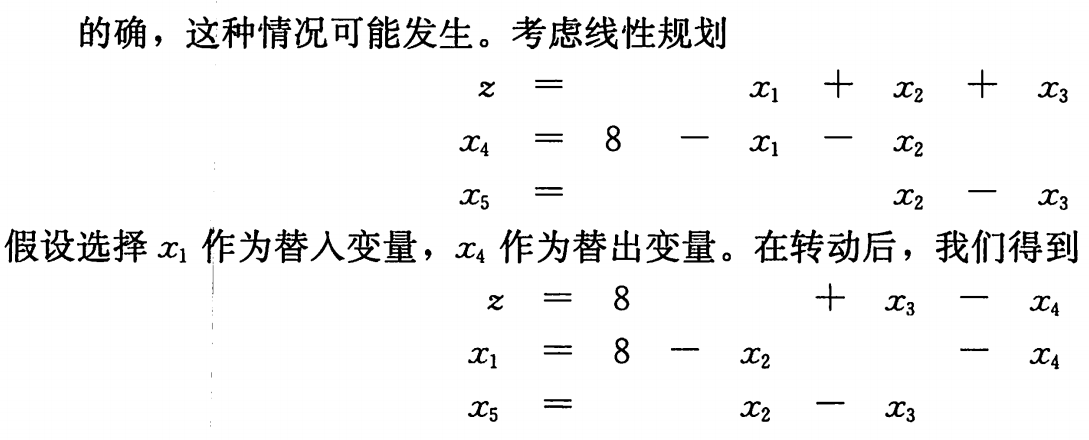 的确，这种情况可能发生。考虑线性规划
z = x₁ + x₂ + x₃
x₄ = 8 − x₁ − x₂
x₅ = x₂ − x₃
假设选择 x₁ 作为替入变量，x₄ 作为替出变量。在转动后，我们得到
z = 8 + x₃ − x₄
x₁ = 8 − x₂ − x₄
x₅ = x₂ − x₃